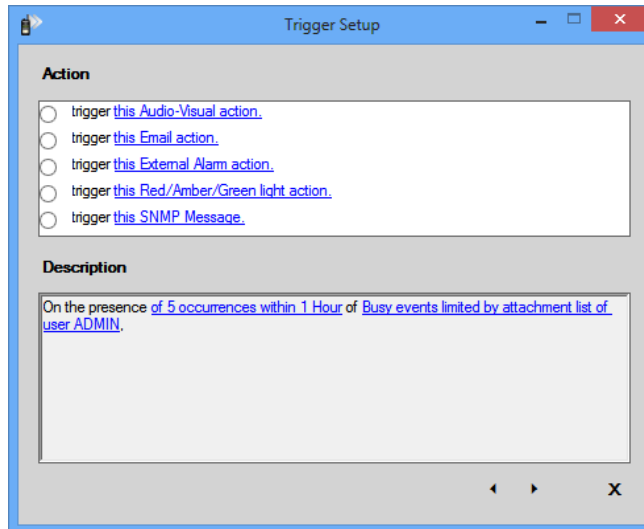 Trigger Setup
Action
trigger this Audio-Visual action.
trigger this Email action.
trigger this External Alarm action.
trigger this Red/Amber/Green light action.
trigger this SNMP Message.
Description
On the presence of 5 occurrences within 1 Hour of Busy events limited by attachment list of
user ADMIN,
X